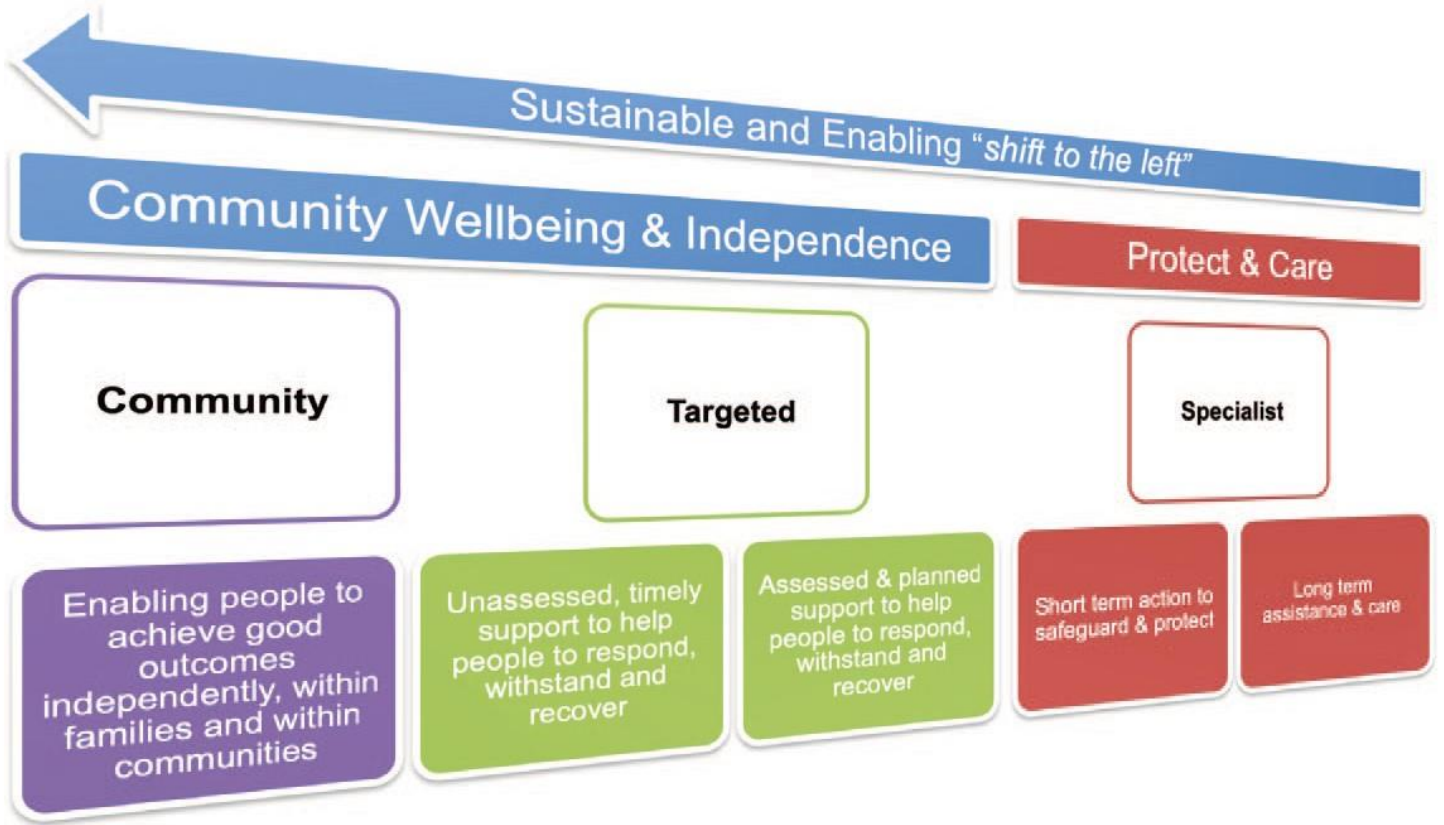 Sustainable and Enabling “shift to the left”
Community Wellbeing & Independence
Protect & Care
Community
Targeted
Specialist
Enabling people to
achieve good
outcomes
independently, within
families and within
communities
Unassessed, timely
support to help
people to respond,
withstand and
recover
Assessed & planned
support to help
people to respond,
withstand and
recover
Short term action to
safeguard & protect
Long term
assistance & care